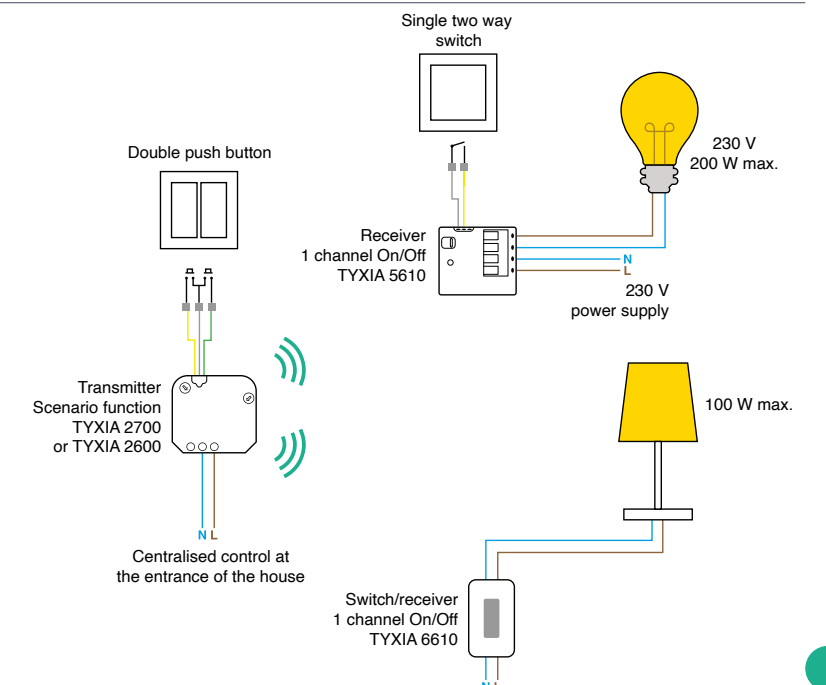 Single two way
switch
230 V
200 W max.
Double push button
Receiver
1 channel On/Off
TYXIA 5610
N
L
230 V
power supply
Transmitter
Scenario function
TYXIA 2700
or TYXIA 2600
100 W max.
N L
Centralised control at
the entrance of the house
Switch/receiver
1 channel On/Off
TYXIA 6610
N L